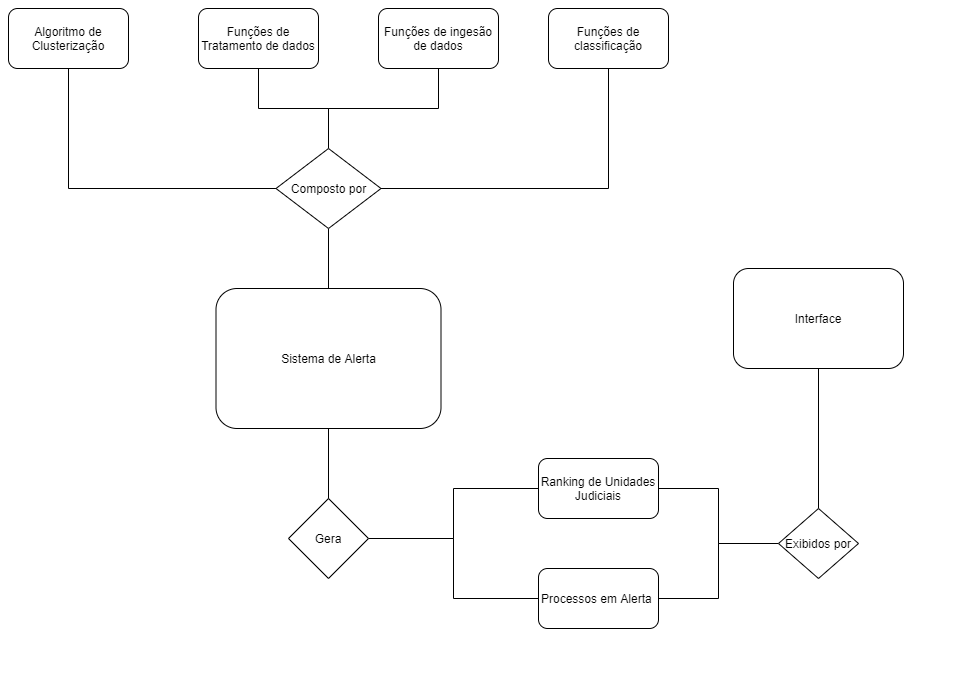 Algoritmo de
Clusterização
Funções de
Tratamento de dados
Funções de ingesão
de dados
Funções de
classificação
Composto por
Sistema de Alerta
Interface
Ranking de Unidades
Judiciais
Gera
Exibidos por
Processos em Alerta